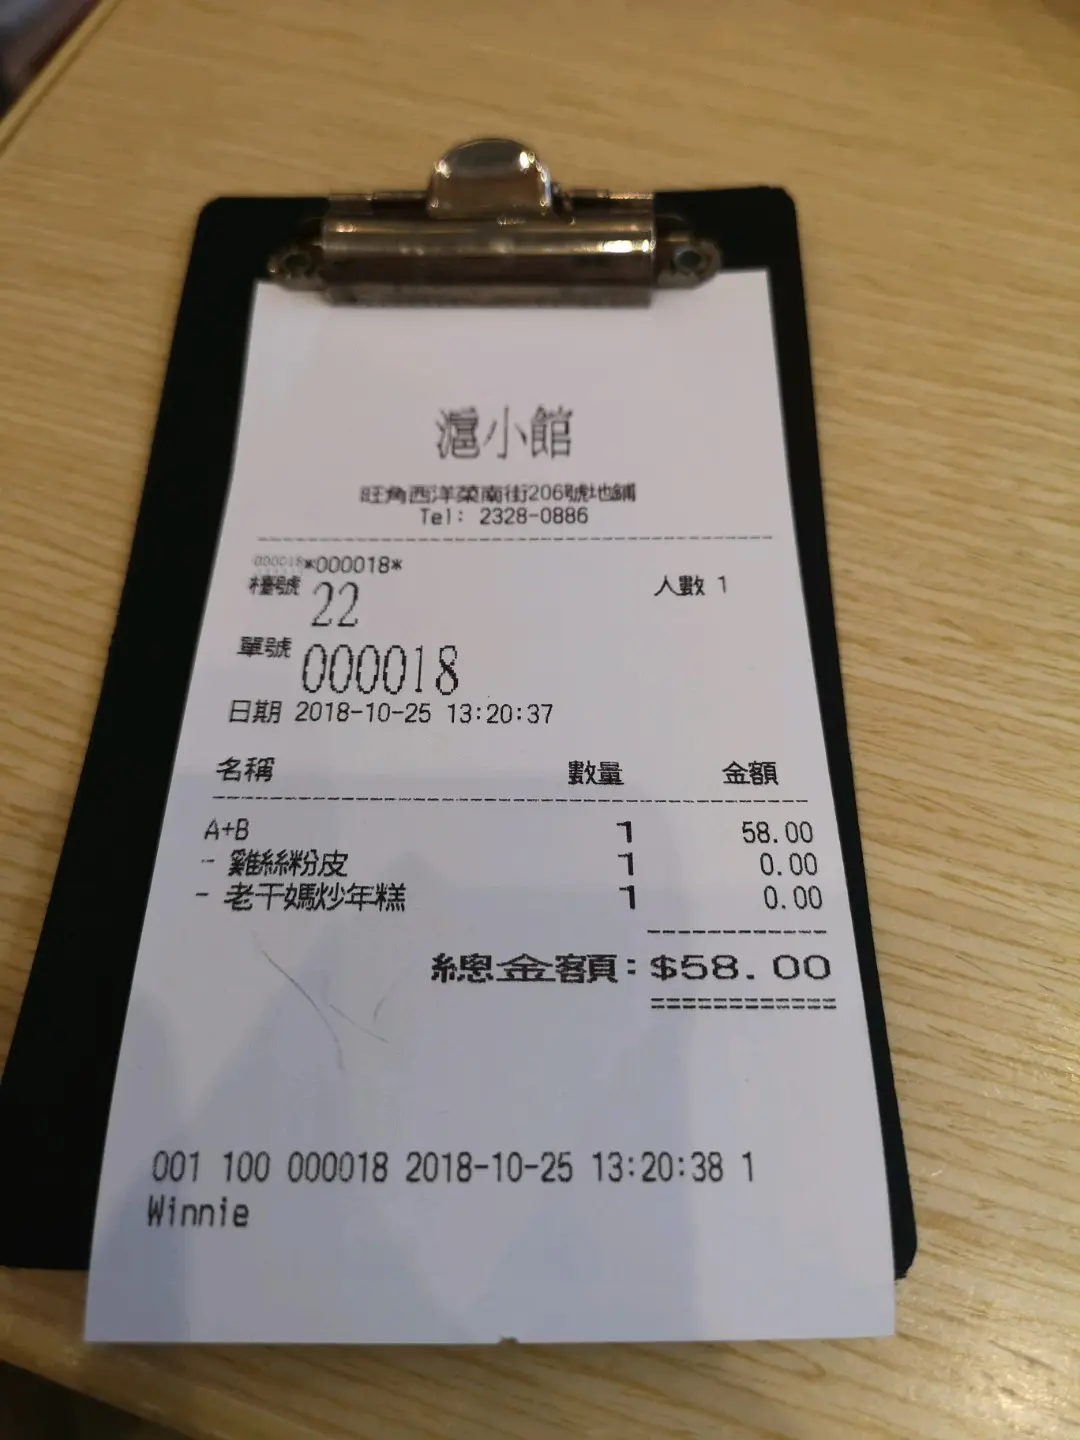 滬小館
旺角西洋菜南街206號地鋪
Tel: 2328-0886
000018*000018*
檯號 22 人數 1
單號 000018
日期 2018-10-25 13:20:37
名稱 數量 金額
A+B 1 58.00
- 雞絲粉皮 1 0.00
- 老干媽炒年糕 1 0.00
總金額:$58.00
001 100 000018 2018-10-25 13:20:38 1
Winnie